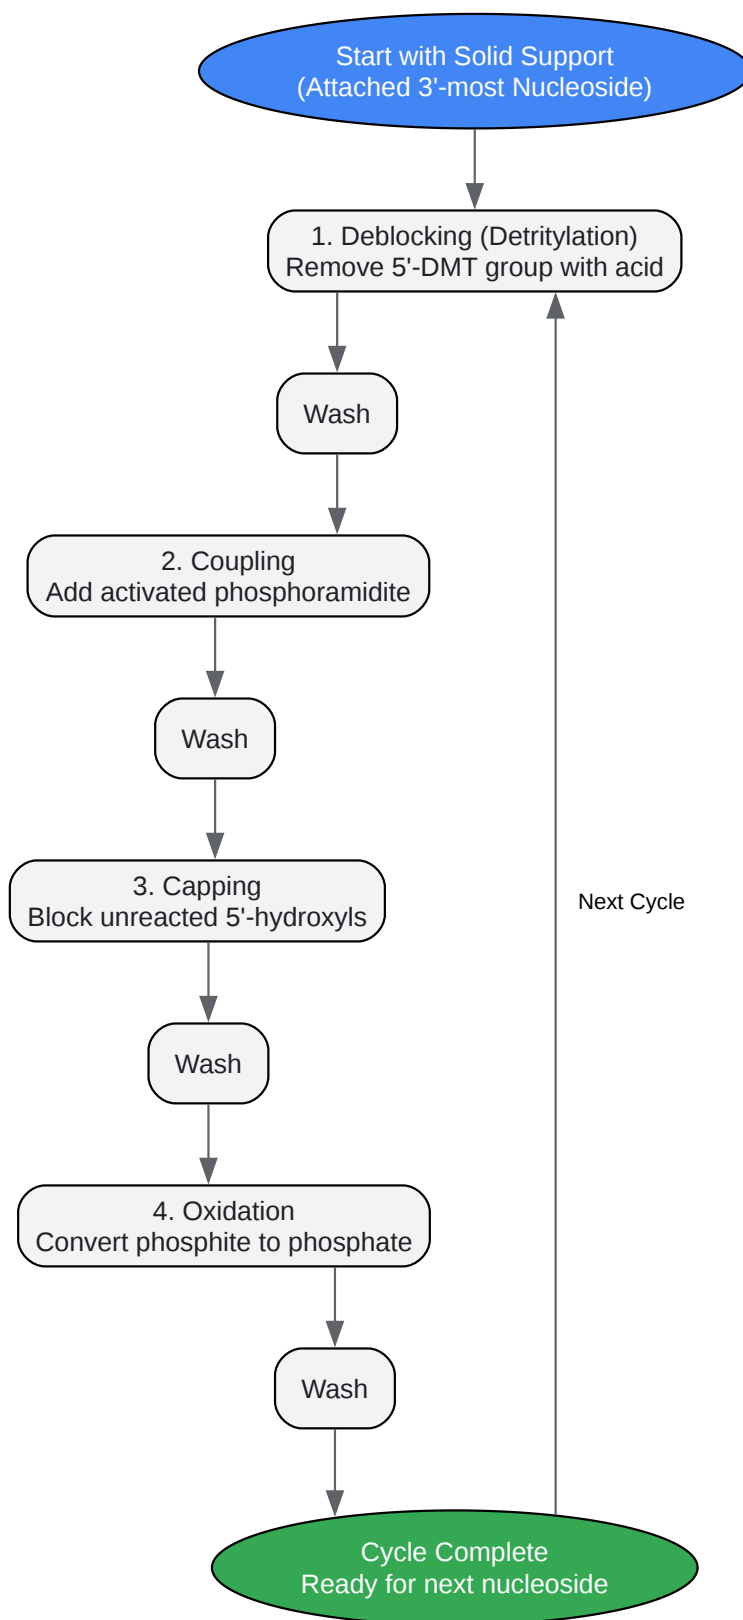 Start with Solid Support
(Attached 3'-most Nucleoside)
1. Deblocking (Detritylation)
Remove 5'-DMT group with acid
Wash
2. Coupling
Add activated phosphoramidite
Wash
3. Capping
Block unreacted 5'-hydroxyls
Next Cycle
Wash
4. Oxidation
Convert phosphite to phosphate
Wash
Cycle Complete
Ready for next nucleoside